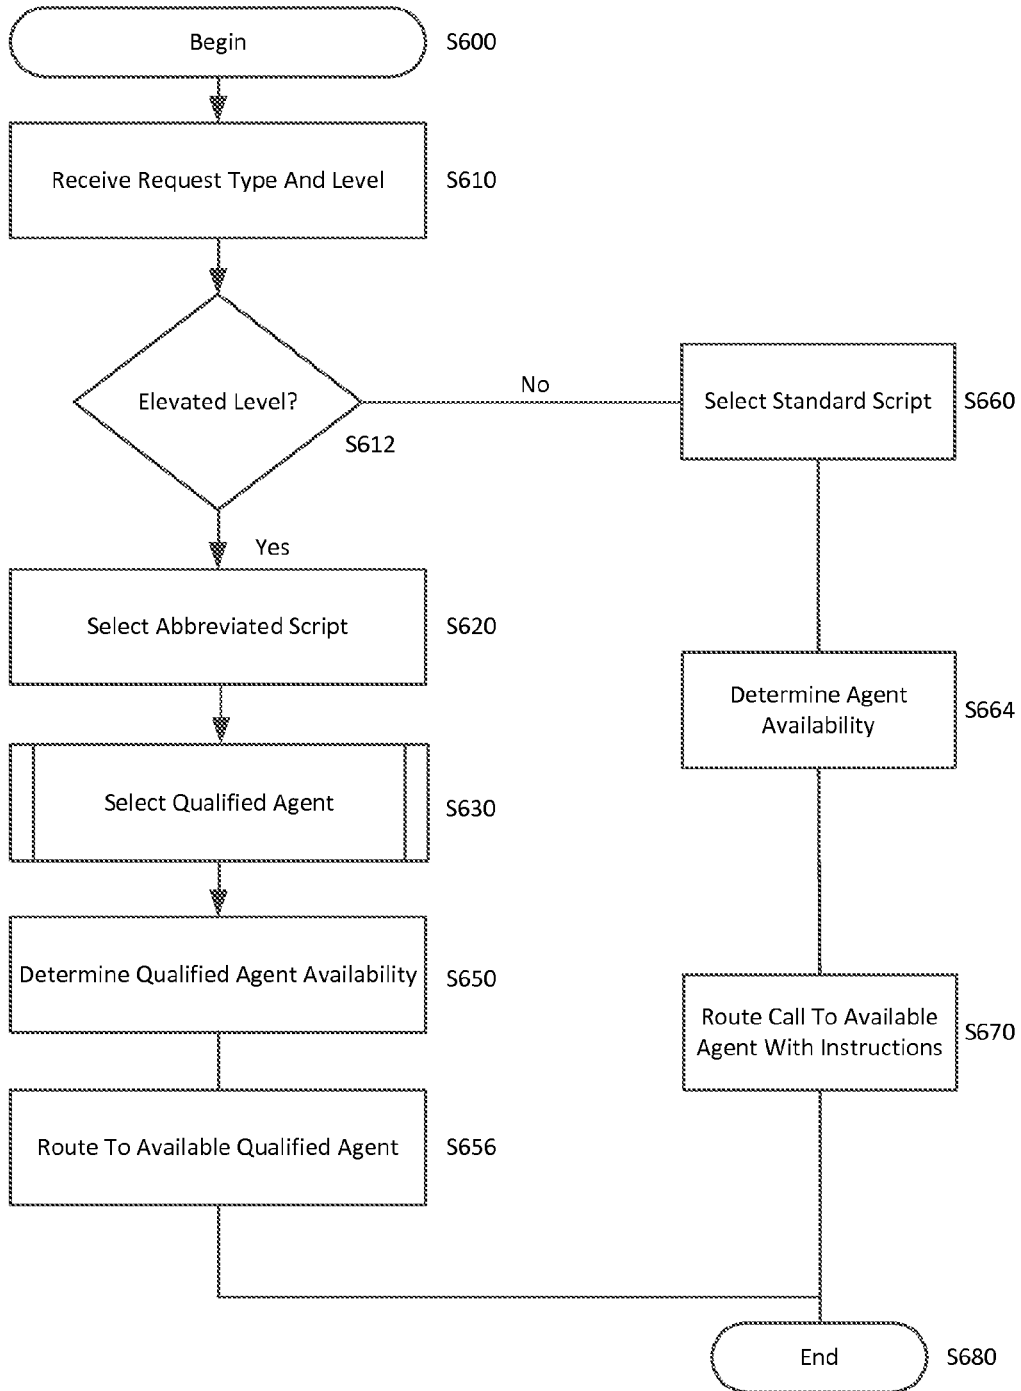 Begin
S600
Receive Request Type And Level
S610
Elevated Level?
S612
No
Yes
Select Standard Script
S660
Select Abbreviated Script
S620
Determine Agent
Availability
S664
Select Qualified Agent
S630
Determine Qualified Agent Availability
S650
Route Call To Available
Agent With Instructions
S670
Route To Available Qualified Agent
S656
End
S680